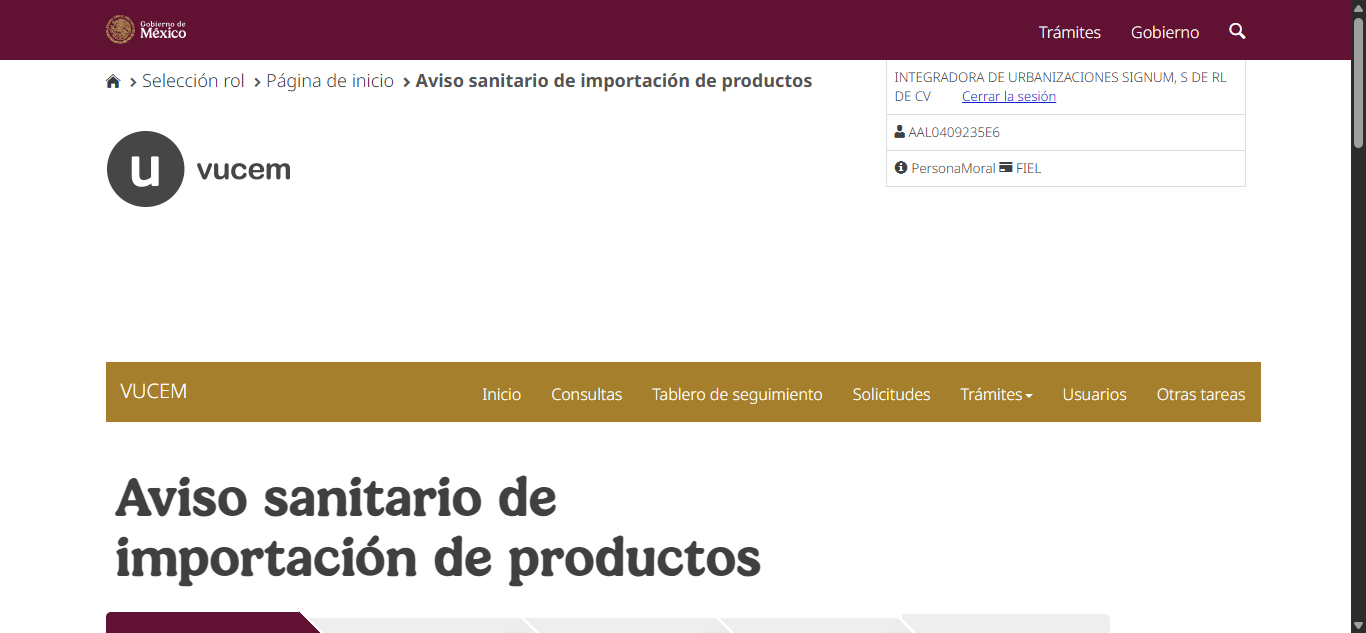 Gobierno de
México
Trámites Gobierno
Selección rol Página de inicio Aviso sanitario de importación de productos
INTEGRADORA DE URBANIZACIONES SIGNUM, S DE RL
DE CV Cerrar la sesión
AAL0409235E6
PersonaMoral FIEL
u vucem
VUCEM Inicio Consultas Tablero de seguimiento Solicitudes Trámites Usuarios Otras tareas
Aviso sanitario de
importación de productos